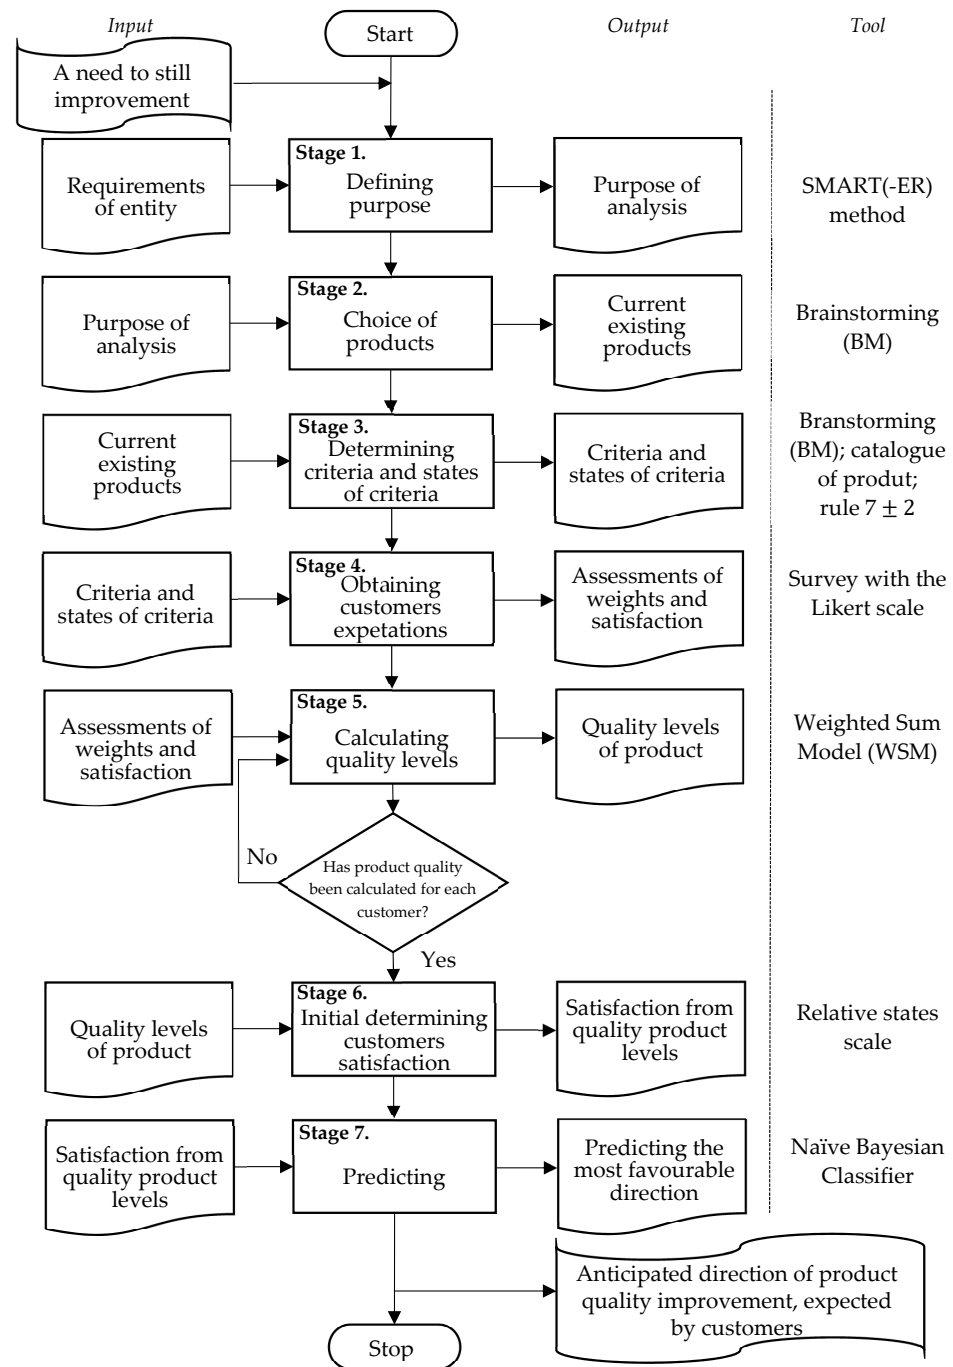 Input
Start
Output
Tool
A need to still
improvement
Requirements
of entity
Stage 1.
Defining
purpose
Purpose of
analysis
SMART(-ER)
method
Purpose of
analysis
Stage 2.
Choice of
products
Current
existing
products
Brainstorming
(BM)
Current
existing
products
Stage 3.
Determining
criteria and states
of criteria
Criteria and
states of criteria
Branstorming
(BM); catalogue
of produt;
rule 7 ± 2
Criteria and
states of criteria
Stage 4.
Obtaining
customers
expetations
Assessments of
weights and
satisfaction
Survey with the
Likert scale
Assessments of
weights and
satisfaction
Stage 5.
Calculating
quality levels
Quality levels
of product
Weighted Sum
Model (WSM)
No
Has product quality
been calculated for each
customer?
Yes
Quality levels
of product
Stage 6.
Initial determining
customers
satisfaction
Satisfaction from
quality product
levels
Relative states
scale
Satisfaction from
quality product
levels
Stage 7.
Predicting
Predicting the
most favourable
direction
Naïve Bayesian
Classifier
Anticipated direction of product
quality improvement, expected
by customers
Stop